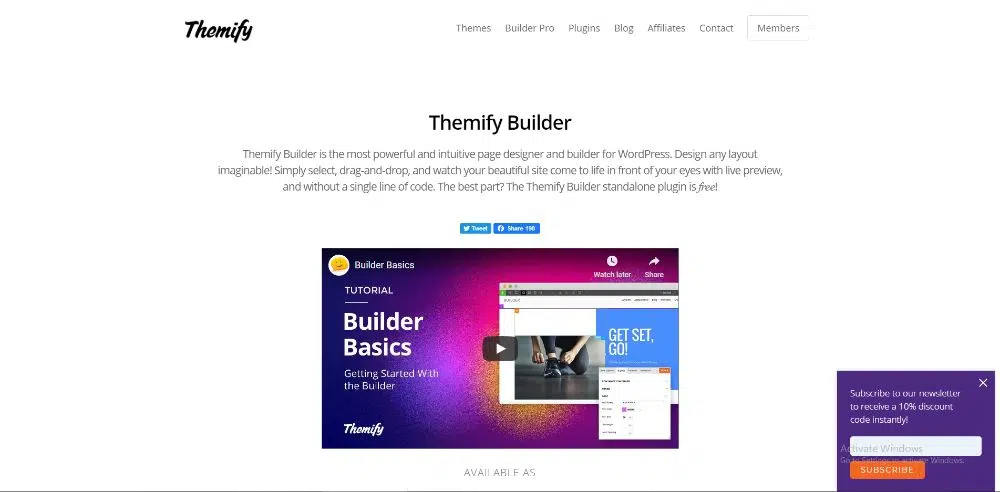 Themify
Themes Builder Pro Plugins Blog Affiliates Contact Members
Themify Builder
Themify Builder is the most powerful and intuitive page designer and builder for WordPress. Design any layout
imaginable! Simply select, drag-and-drop, and watch your beautiful site come to life in front of your eyes with live preview,
and without a single line of code. The best part? The Themify Builder standalone plugin is free!
Tweet Share 198
Builder Basics
Watch later Share
TUTORIAL
Builder
Basics
Getting Started With
the Builder
Themify
BUILDER
GET SET,
GO!
AVAILABLE AS
Subscribe to our newsletter
to receive a 10% discount
code instantly!
Activate Windows
Go to Settings to activate Windows.
SUBSCRIBE